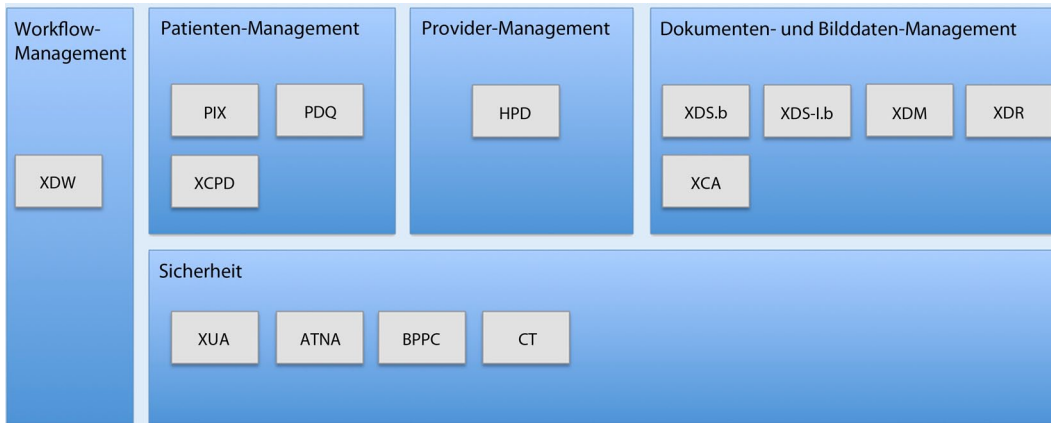 Workflow-
Management
Patienten-Management
Provider-Management
Dokumenten- und Bilddaten-Management
PIX
PDQ
HPD
XDS.b
XDS-I.b
XDM
XDR
XDW
XCPD
XCA
Sicherheit
XUA
ATNA
BPPC
CT